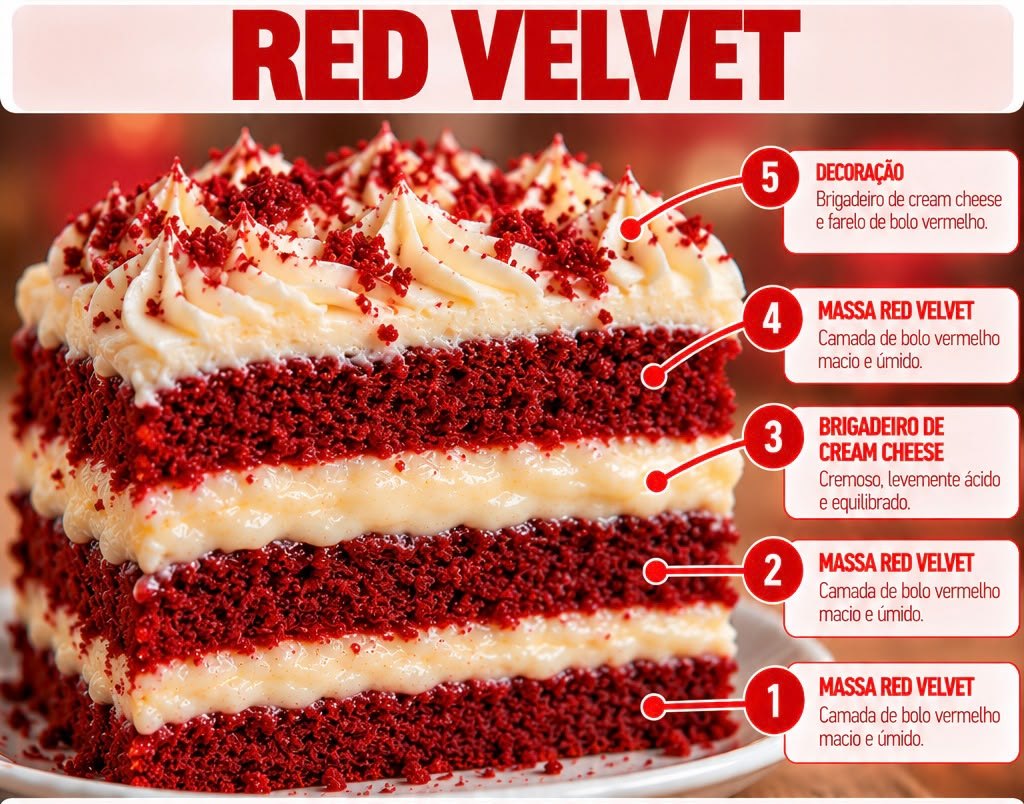 RED VELVET
5
DECORAÇÃO
Brigadeiro de cream cheese
e farelo de bolo vermelho.
4
MASSA RED VELVET
Camada de bolo vermelho
macio e úmido.
3
BRIGADEIRO DE
CREAM CHEESE
Cremoso, levemente ácido
e equilibrado.
2
MASSA RED VELVET
Camada de bolo vermelho
macio e úmido.
1
MASSA RED VELVET
Camada de bolo vermelho
macio e úmido.